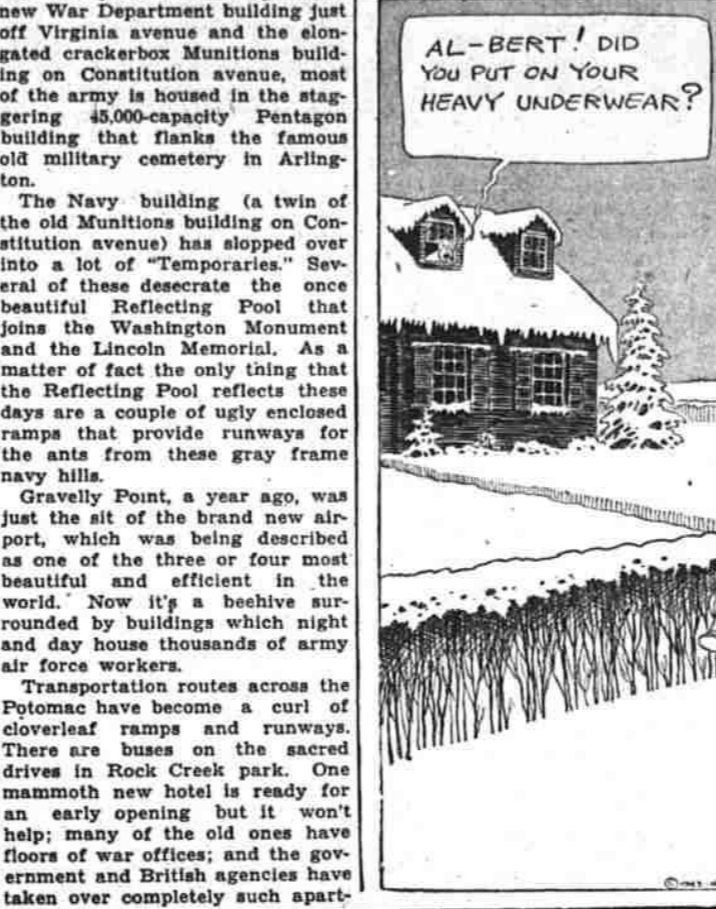 new War Department building just
off Virginia avenue and the elon-
gated crackerbox Munitions build-
ing on Constitution avenue, most
of the army is housed in the stag-
gering 45,000-capacity Pentagon
building that flanks the famous
old military cemetery in Arling-
ton.
The Navy building (a twin of
the old Munitions building on Con-
stitution avenue) has slopped over
into a lot of "Temporaries." Sev-
eral of these desecrate the once
beautiful Reflecting Pool that
joins the Washington Monument
and the Lincoln Memorial. As a
matter of fact the only thing that
the Reflecting Pool reflects these
days are a couple of ugly enclosed
ramps that provide runways for
the ants from these gray frame
navy hills.
Gravelly Point, a year ago, was
just the sit of the brand new air-
port, which was being described
as one of the three or four most
beautiful and efficient in the
world. Now it's a beehive sur-
rounded by buildings which night
and day house thousands of army
air force workers.
Transportation routes across the
Potomac have become a curl of
cloverleaf ramps and runways.
There are buses on the sacred
drives in Rock Creek park. One
mammoth new hotel is ready for
an early opening but it won't
help; many of the old ones have
floors of war offices; and the gov-
ernment and British agencies have
taken over completely such apart-
AL-BERT! DID
YOU PUT ON YOUR
HEAVY UNDERWEAR?
©